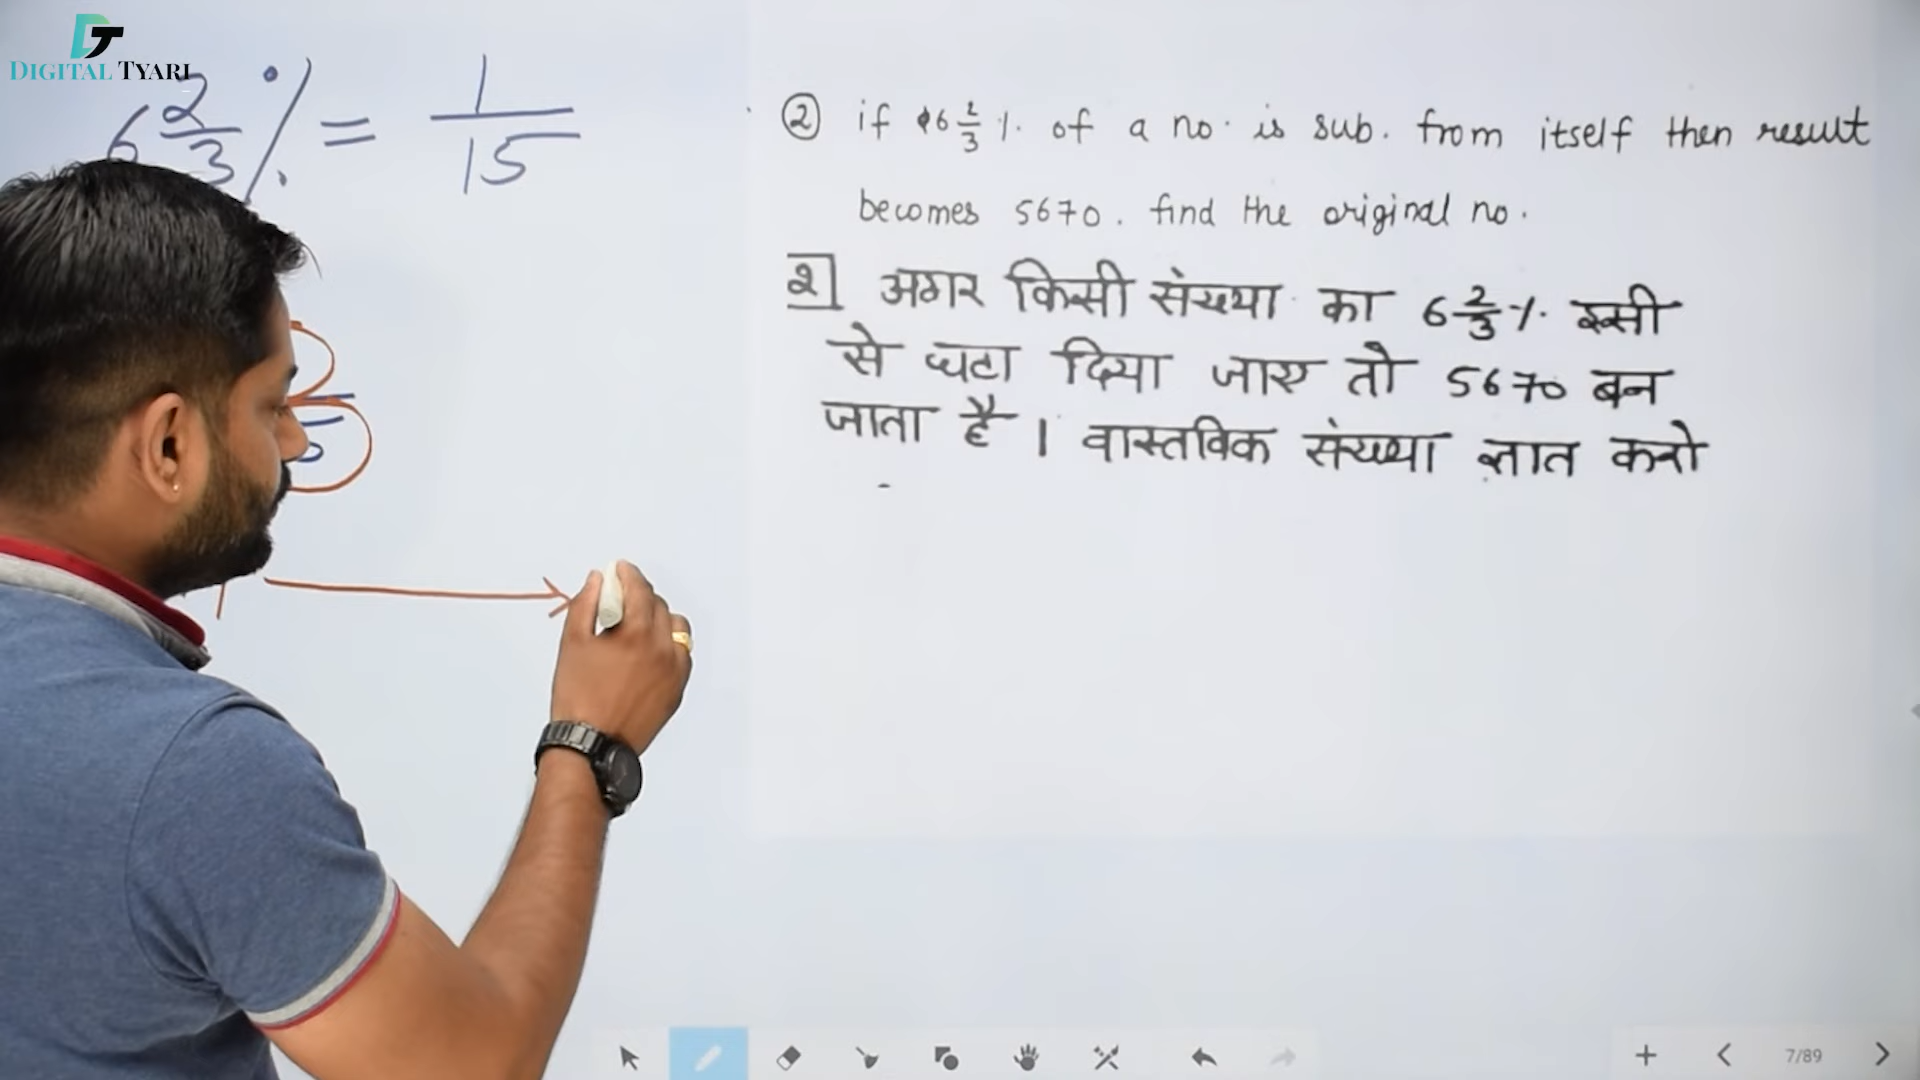 DIGITAL TYARI
6 2/3 % = 1/15
② if 6 2/3 %. of a no. is sub. from itself then result
becomes 5670. find the original no.
२] अगर किसी संख्या का 6 2/3 %. इसी
से घटा दिया जाए तो 5670 बन
जाता है । वास्तविक संख्या ज्ञात करो
7/89